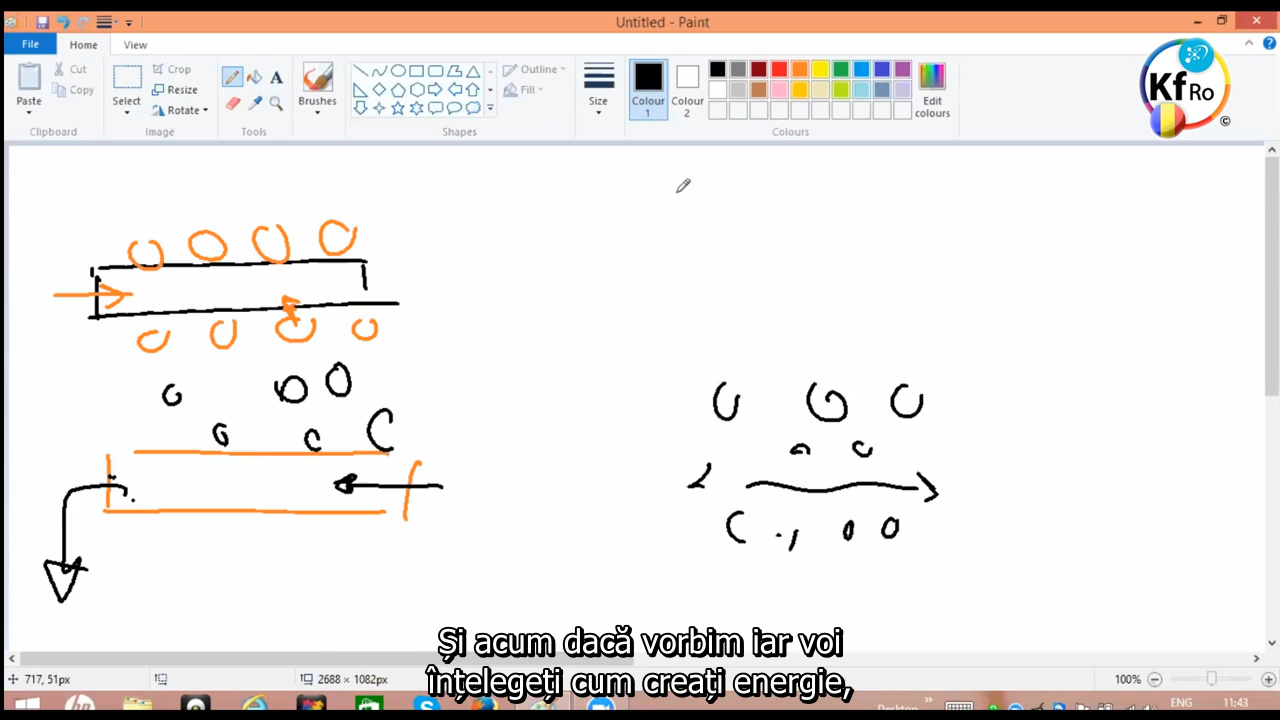 Untitled - Paint
File
Home
View
Paste
Cut
Copy
Clipboard
Select
Crop
Resize
Rotate
Image
Tools
Brushes
Shapes
Outline
Fill
Size
Colour
1
Colour
2
Edit
colours
Colours
Kf Ro
©
Și acum dacă vorbim iar voi
înțelegeți cum creați energie,
717, 51px
2688 × 1082px
100%
Desktop
ENG
11:43